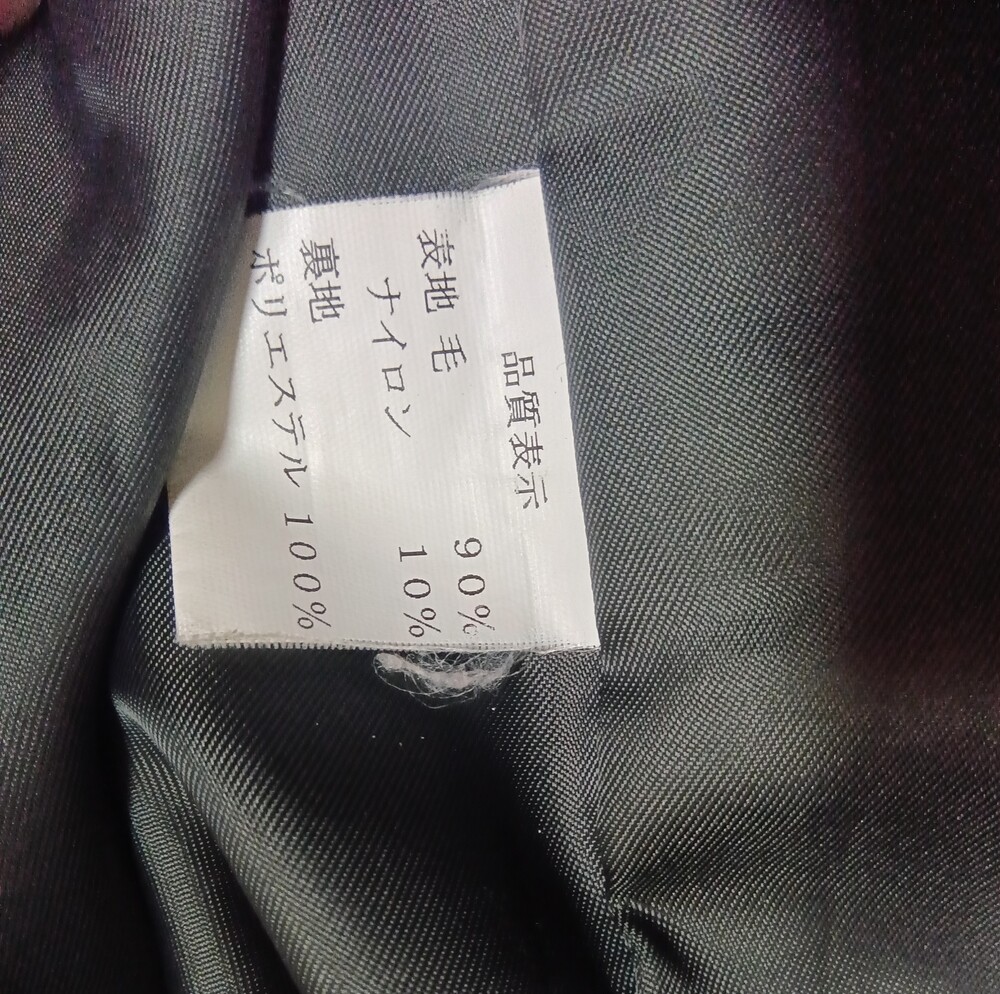 品質表示
表地 毛 90%
ナイロン 10%
裏地
ポリエステル 100%